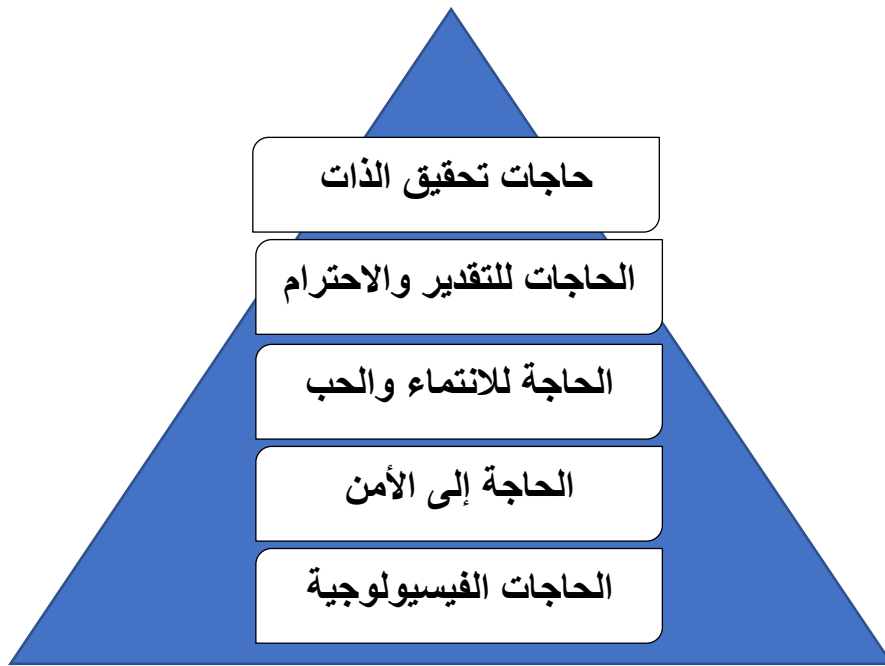 حاجات تحقيق الذات
الحاجات للتقدير والاحترام
الحاجة للانتماء والحب
الحاجة إلى الأمن
الحاجات الفيسيولوجية